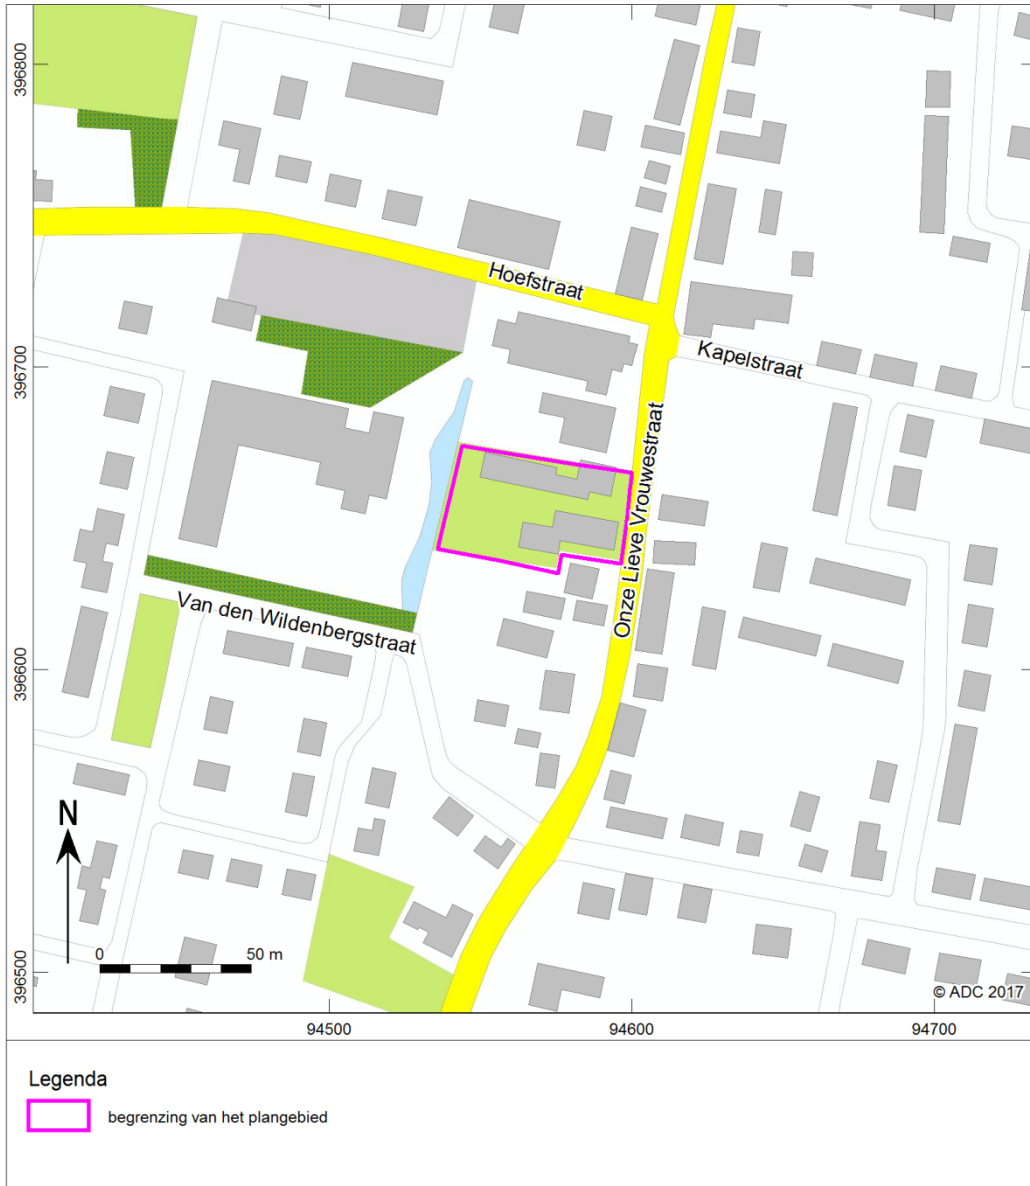 396800
396700
396600
396500
Hoefstraat
Kapelstraat
Onze Lieve Vrouwestraat
Van den Wildenbergstraat
N
0 50 m
© ADC 2017
94500 94600 94700
Legenda
begrenzing van het plangebied